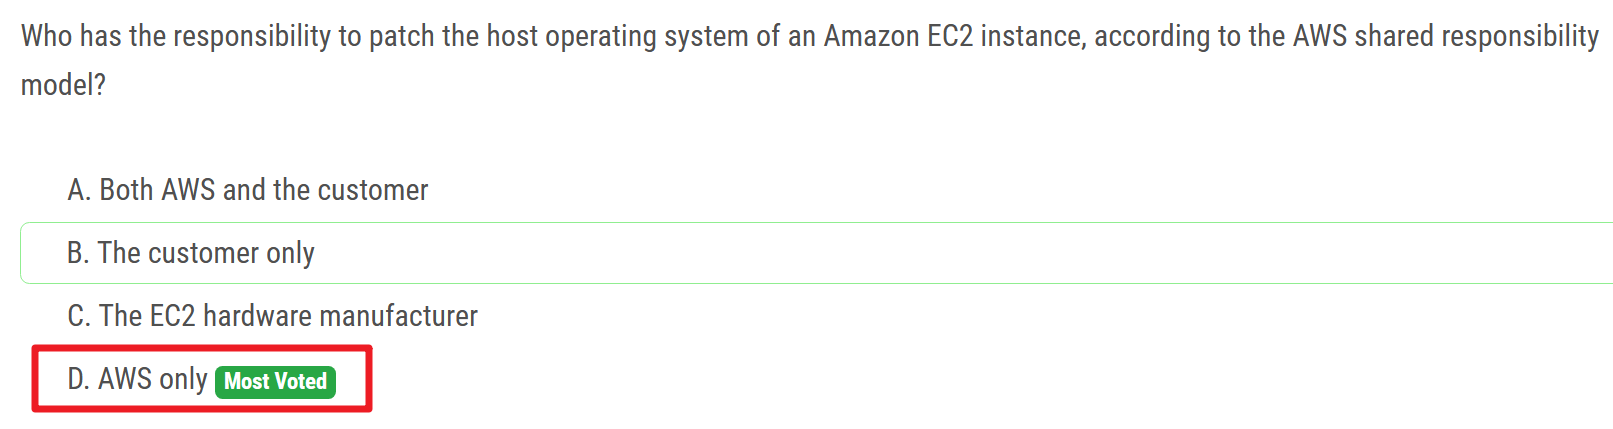 Who has the responsibility to patch the host operating system of an Amazon EC2 instance, according to the AWS shared responsibility
model?
A. Both AWS and the customer
B. The customer only
C. The EC2 hardware manufacturer
D. AWS only Most Voted